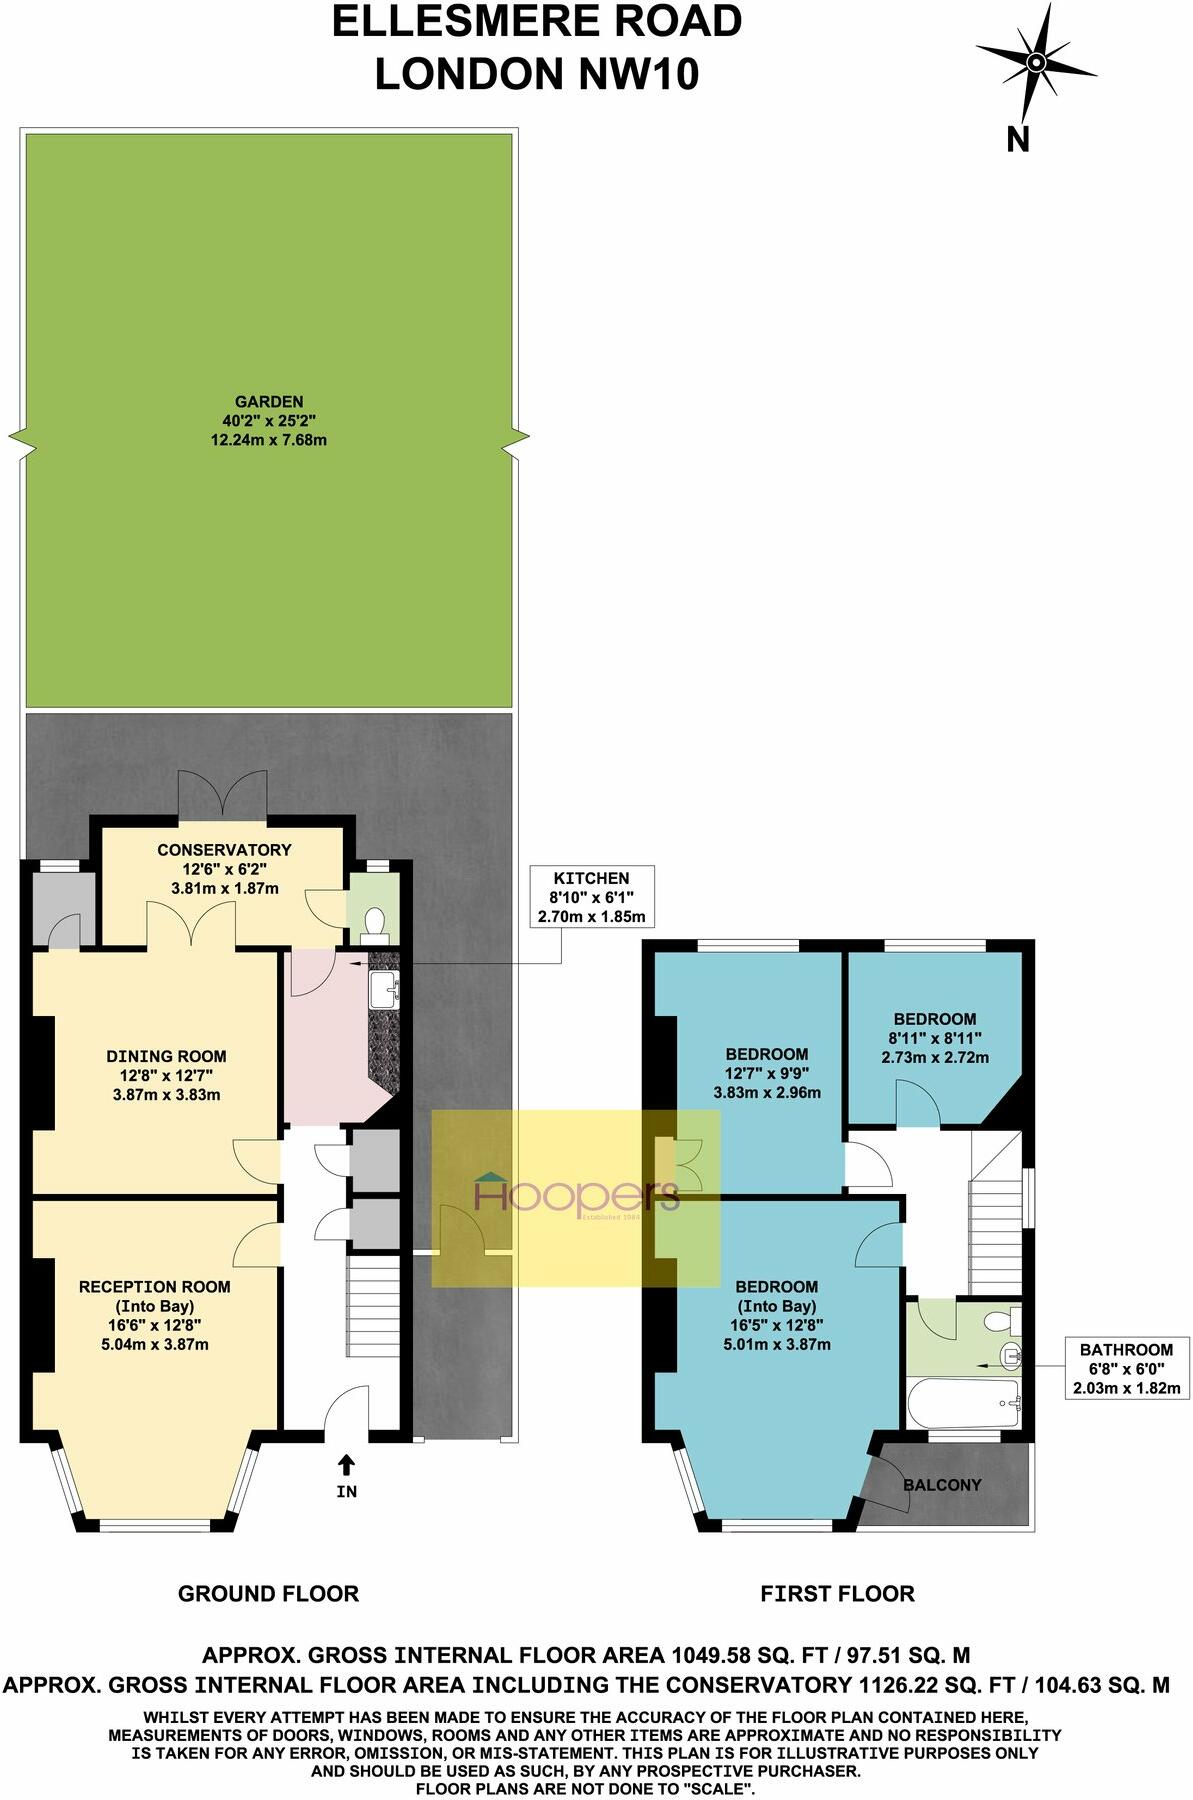 ELLESMERE ROAD
LONDON NW10
N
GARDEN
40'2" x 25'2"
12.24m x 7.68m
CONSERVATORY
12'6" x 6'2"
3.81m x 1.87m
KITCHEN
8'10" x 6'1"
2.70m x 1.85m
DINING ROOM
12'8" x 12'7"
3.87m x 3.83m
BEDROOM
12'7" x 9'9"
3.83m x 2.96m
BEDROOM
8'11" x 8'11"
2.73m x 2.72m
Hoopers
Established 1984
RECEPTION ROOM
(Into Bay)
16'6" x 12'8"
5.04m x 3.87m
BEDROOM
(Into Bay)
16'5" x 12'8"
5.01m x 3.87m
BATHROOM
6'8" x 6'0"
2.03m x 1.82m
IN
BALCONY
GROUND FLOOR
FIRST FLOOR
APPROX. GROSS INTERNAL FLOOR AREA 1049.58 SQ. FT / 97.51 SQ. M
APPROX. GROSS INTERNAL FLOOR AREA INCLUDING THE CONSERVATORY 1126.22 SQ. FT / 104.63 SQ. M
WHILST EVERY ATTEMPT HAS BEEN MADE TO ENSURE THE ACCURACY OF THE FLOOR PLAN CONTAINED HERE,
MEASUREMENTS OF DOORS, WINDOWS, ROOMS AND ANY OTHER ITEMS ARE APPROXIMATE AND NO RESPONSIBILITY
IS TAKEN FOR ANY ERROR, OMISSION, OR MIS-STATEMENT. THIS PLAN IS FOR ILLUSTRATIVE PURPOSES ONLY
AND SHOULD BE USED AS SUCH, BY ANY PROSPECTIVE PURCHASER.
FLOOR PLANS ARE NOT DONE TO "SCALE".